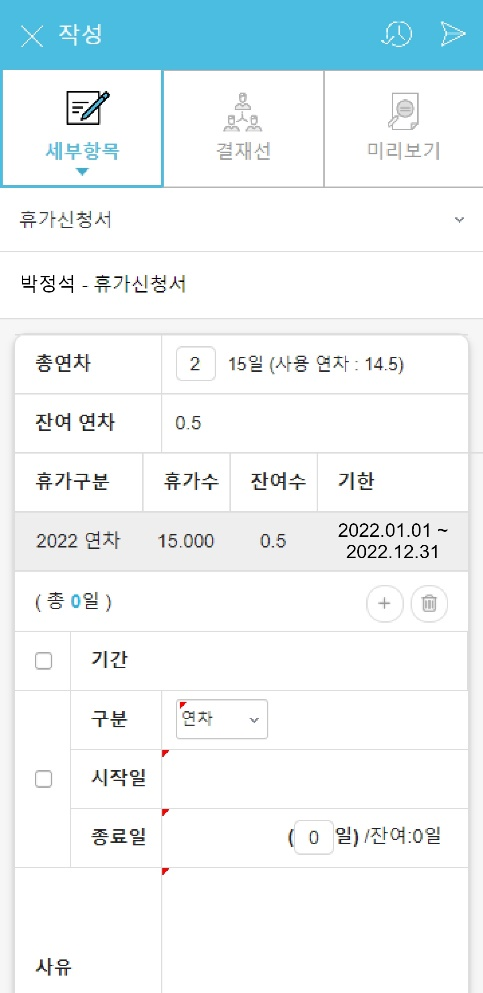 작성
세부항목 결재선 미리보기
휴가신청서
박정석 - 휴가신청서
총연차 2 15일 (사용 연차 : 14.5)
잔여 연차 0.5
휴가구분 휴가수 잔여수 기한
2022 연차 15.000 0.5 2022.01.01 ~
2022.12.31
( 총 0일 )
기간
구분 연차
시작일
종료일 ( 0 일) /잔여:0일
사유